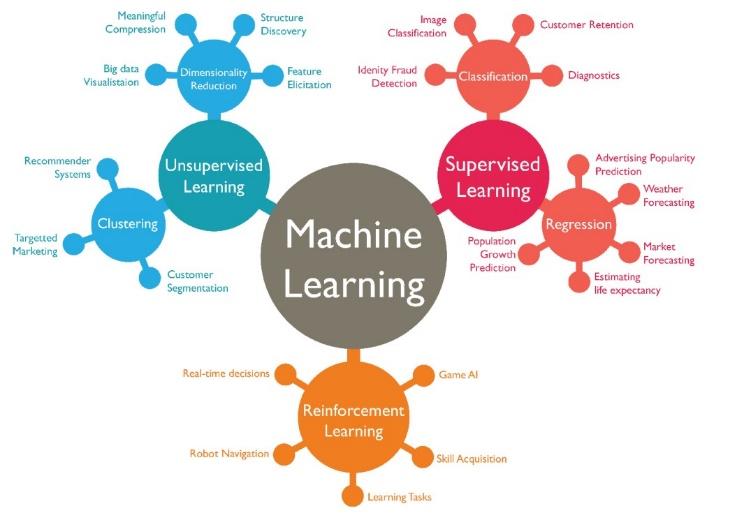 Meaningful
Compression
Structure
Discovery
Big data
Visualistaion
Dimensionality
Reduction
Feature
Elicitation
Unsupervised
Learning
Recommender
Systems
Clustering
Targetted
Marketing
Customer
Segmentation
Image
Classification
Customer Retention
Idenity Fraud
Detection
Classification
Diagnostics
Supervised
Learning
Advertising Popularity
Prediction
Weather
Forecasting
Regression
Population
Growth
Prediction
Market
Forecasting
Estimating
life expectancy
Machine
Learning
Real-time decisions
Game AI
Reinforcement
Learning
Robot Navigation
Skill Acquisition
Learning Tasks